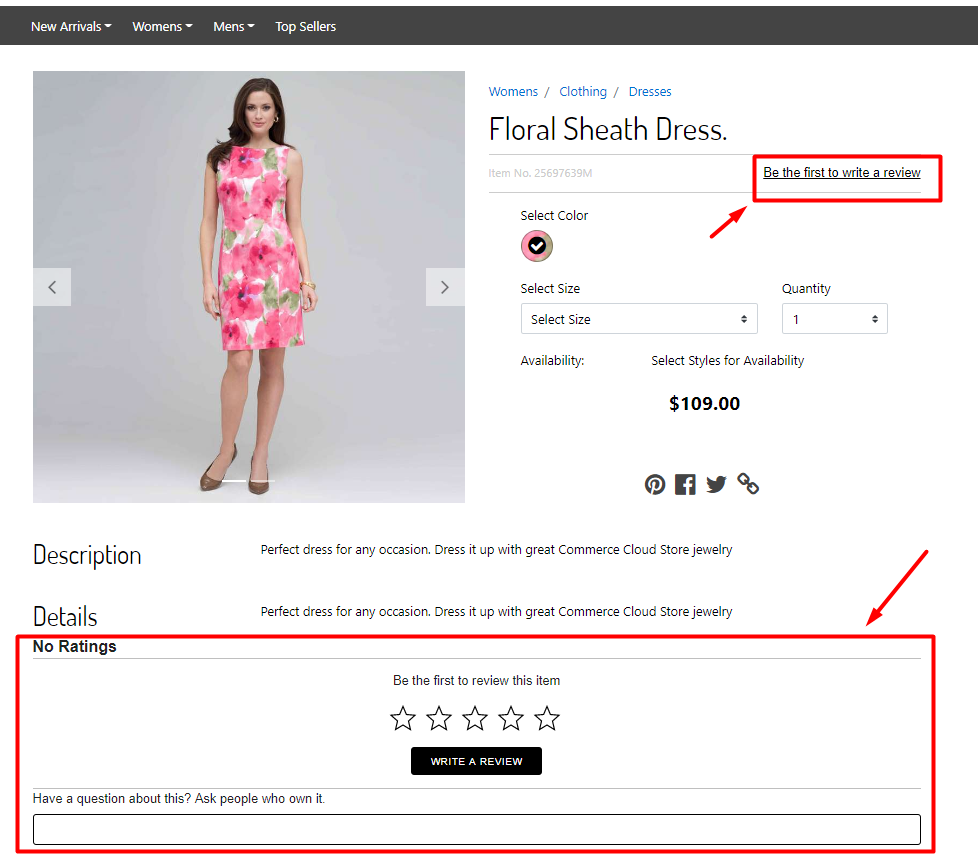 New Arrivals Womens Mens Top Sellers
Womens / Clothing / Dresses
Floral Sheath Dress.
Item No. 25697639M
Be the first to write a review
Select Color
Select Size
Quantity
Select Size
1
Availability: Select Styles for Availability
$109.00
Description
Perfect dress for any occasion. Dress it up with great Commerce Cloud Store jewelry
Details
Perfect dress for any occasion. Dress it up with great Commerce Cloud Store jewelry
No Ratings
Be the first to review this item
WRITE A REVIEW
Have a question about this? Ask people who own it.